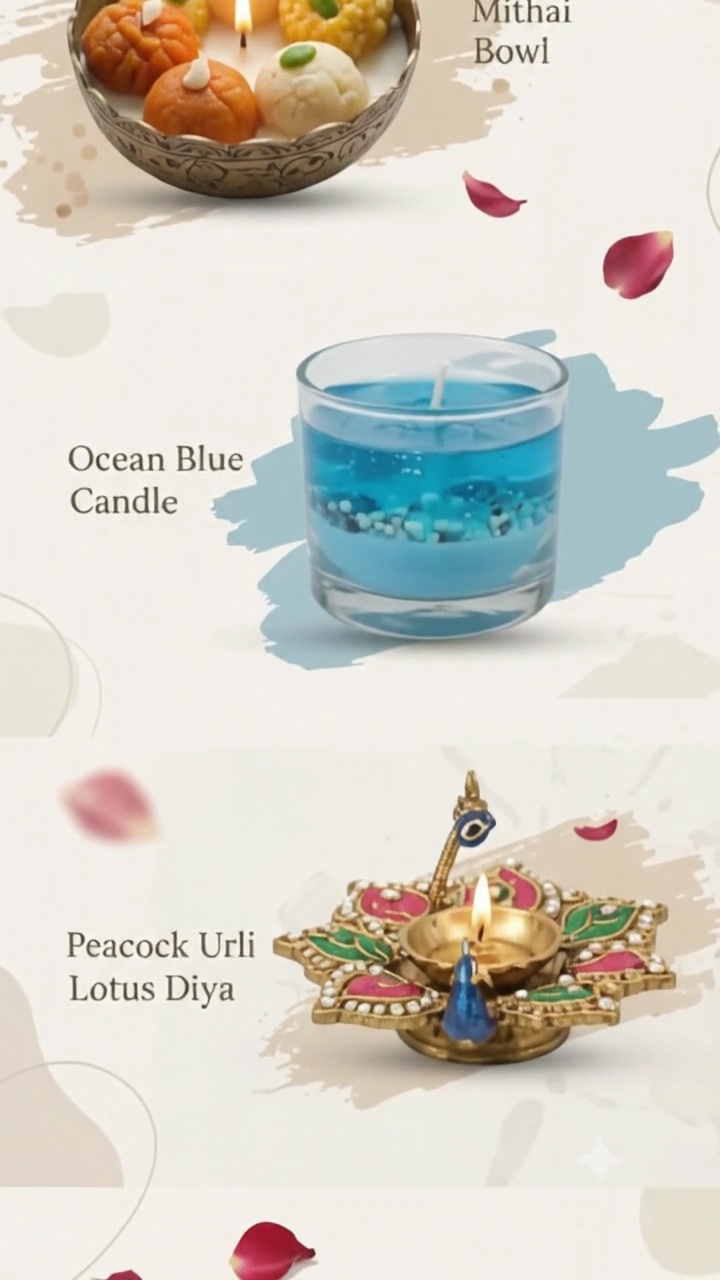 Mithai
Bowl
Ocean Blue
Candle
Peacock Urli
Lotus Diya